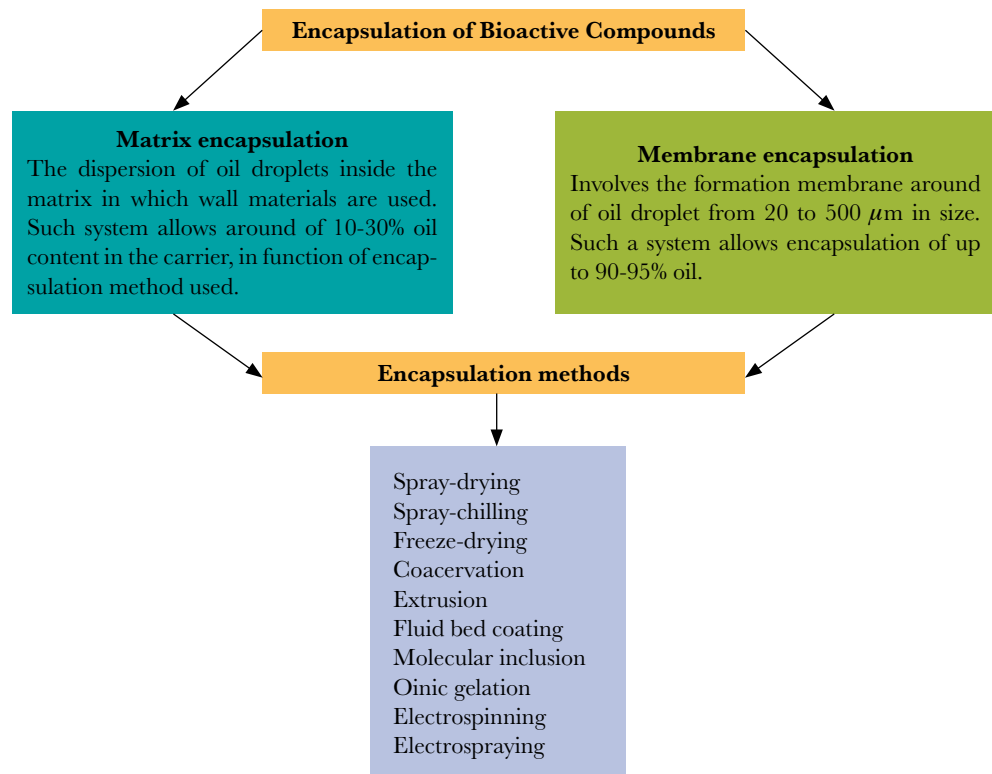 Encapsulation of Bioactive Compounds
Matrix encapsulation
The dispersion of oil droplets inside the
matrix in which wall materials are used.
Such system allows around of 10-30% oil
content in the carrier, in function of encap-
sulation method used.
Membrane encapsulation
Involves the formation membrane around
of oil droplet from 20 to 500 μm in size.
Such a system allows encapsulation of up
to 90-95% oil.
Encapsulation methods
Spray-drying
Spray-chilling
Freeze-drying
Coacervation
Extrusion
Fluid bed coating
Molecular inclusion
Oinic gelation
Electrospinning
Electrospraying